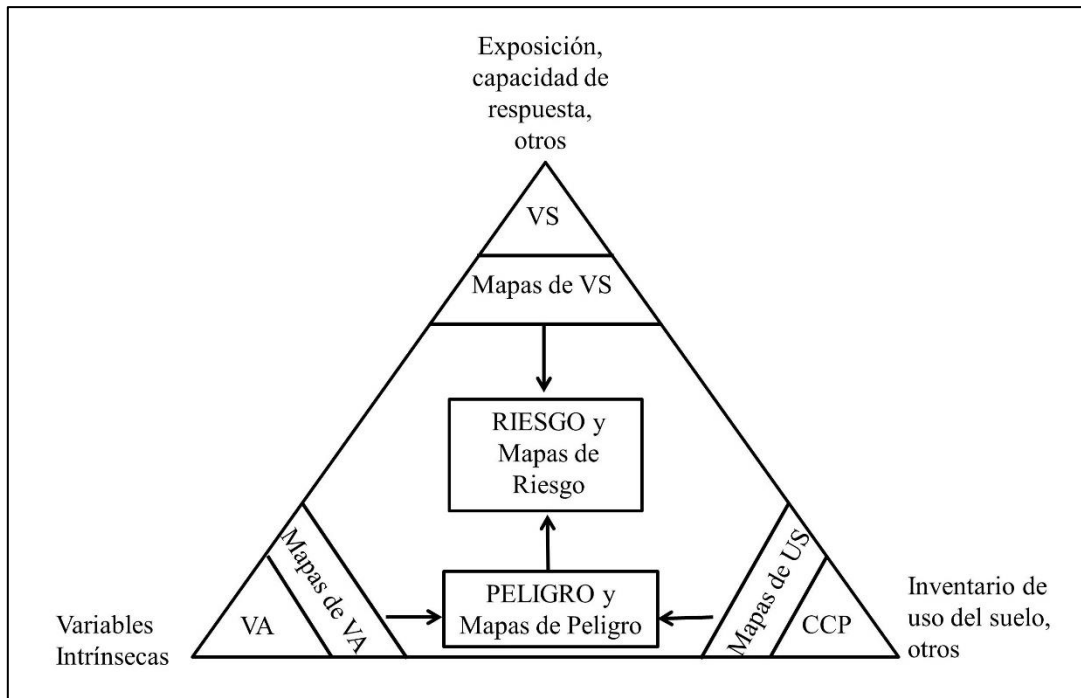 Exposición,
capacidad de
respuesta,
otros
VS
Mapas de VS
RIESGO y
Mapas de
Riesgo
Mapas de VA
Mapas de US
PELIGRO y
Mapas de Peligro
Variables
Intrínsecas
VA
CCP
Inventario de
uso del suelo,
otros